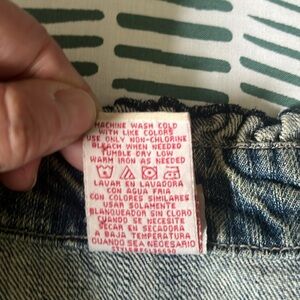 MACHINE WASH COLD
WITH LIKE COLORS
USE ONLY NON-CHLORINE
BLEACH WHEN NEEDED
TUMBLE DRY LOW
WARM IRON AS NEEDED
LAVAR EN LAVADORA
CON AGUA FRIA
CON COLORES SIMILARES
USAR SOLAMENTE
BLANQUEADOR SIN CLORO
CUANDO SE NECESITE
SECAR EN SECADORA
A BAJA TEMPERATURA
CUANDO SEA NECESARIO